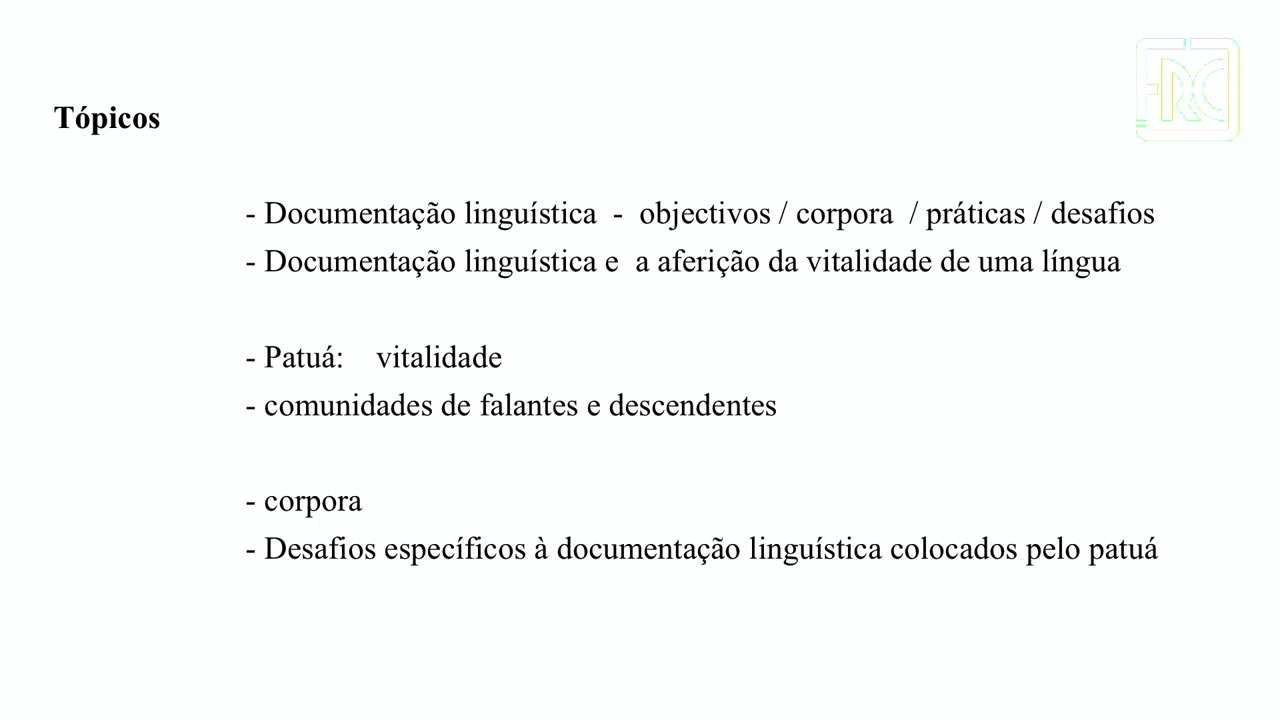 Tópicos
- Documentação linguística - objectivos / corpora / práticas / desafios
- Documentação linguística e a aferição da vitalidade de uma língua
- Patuá: vitalidade
- comunidades de falantes e descendentes
- corpora
- Desafios específicos à documentação linguística colocados pelo patuá